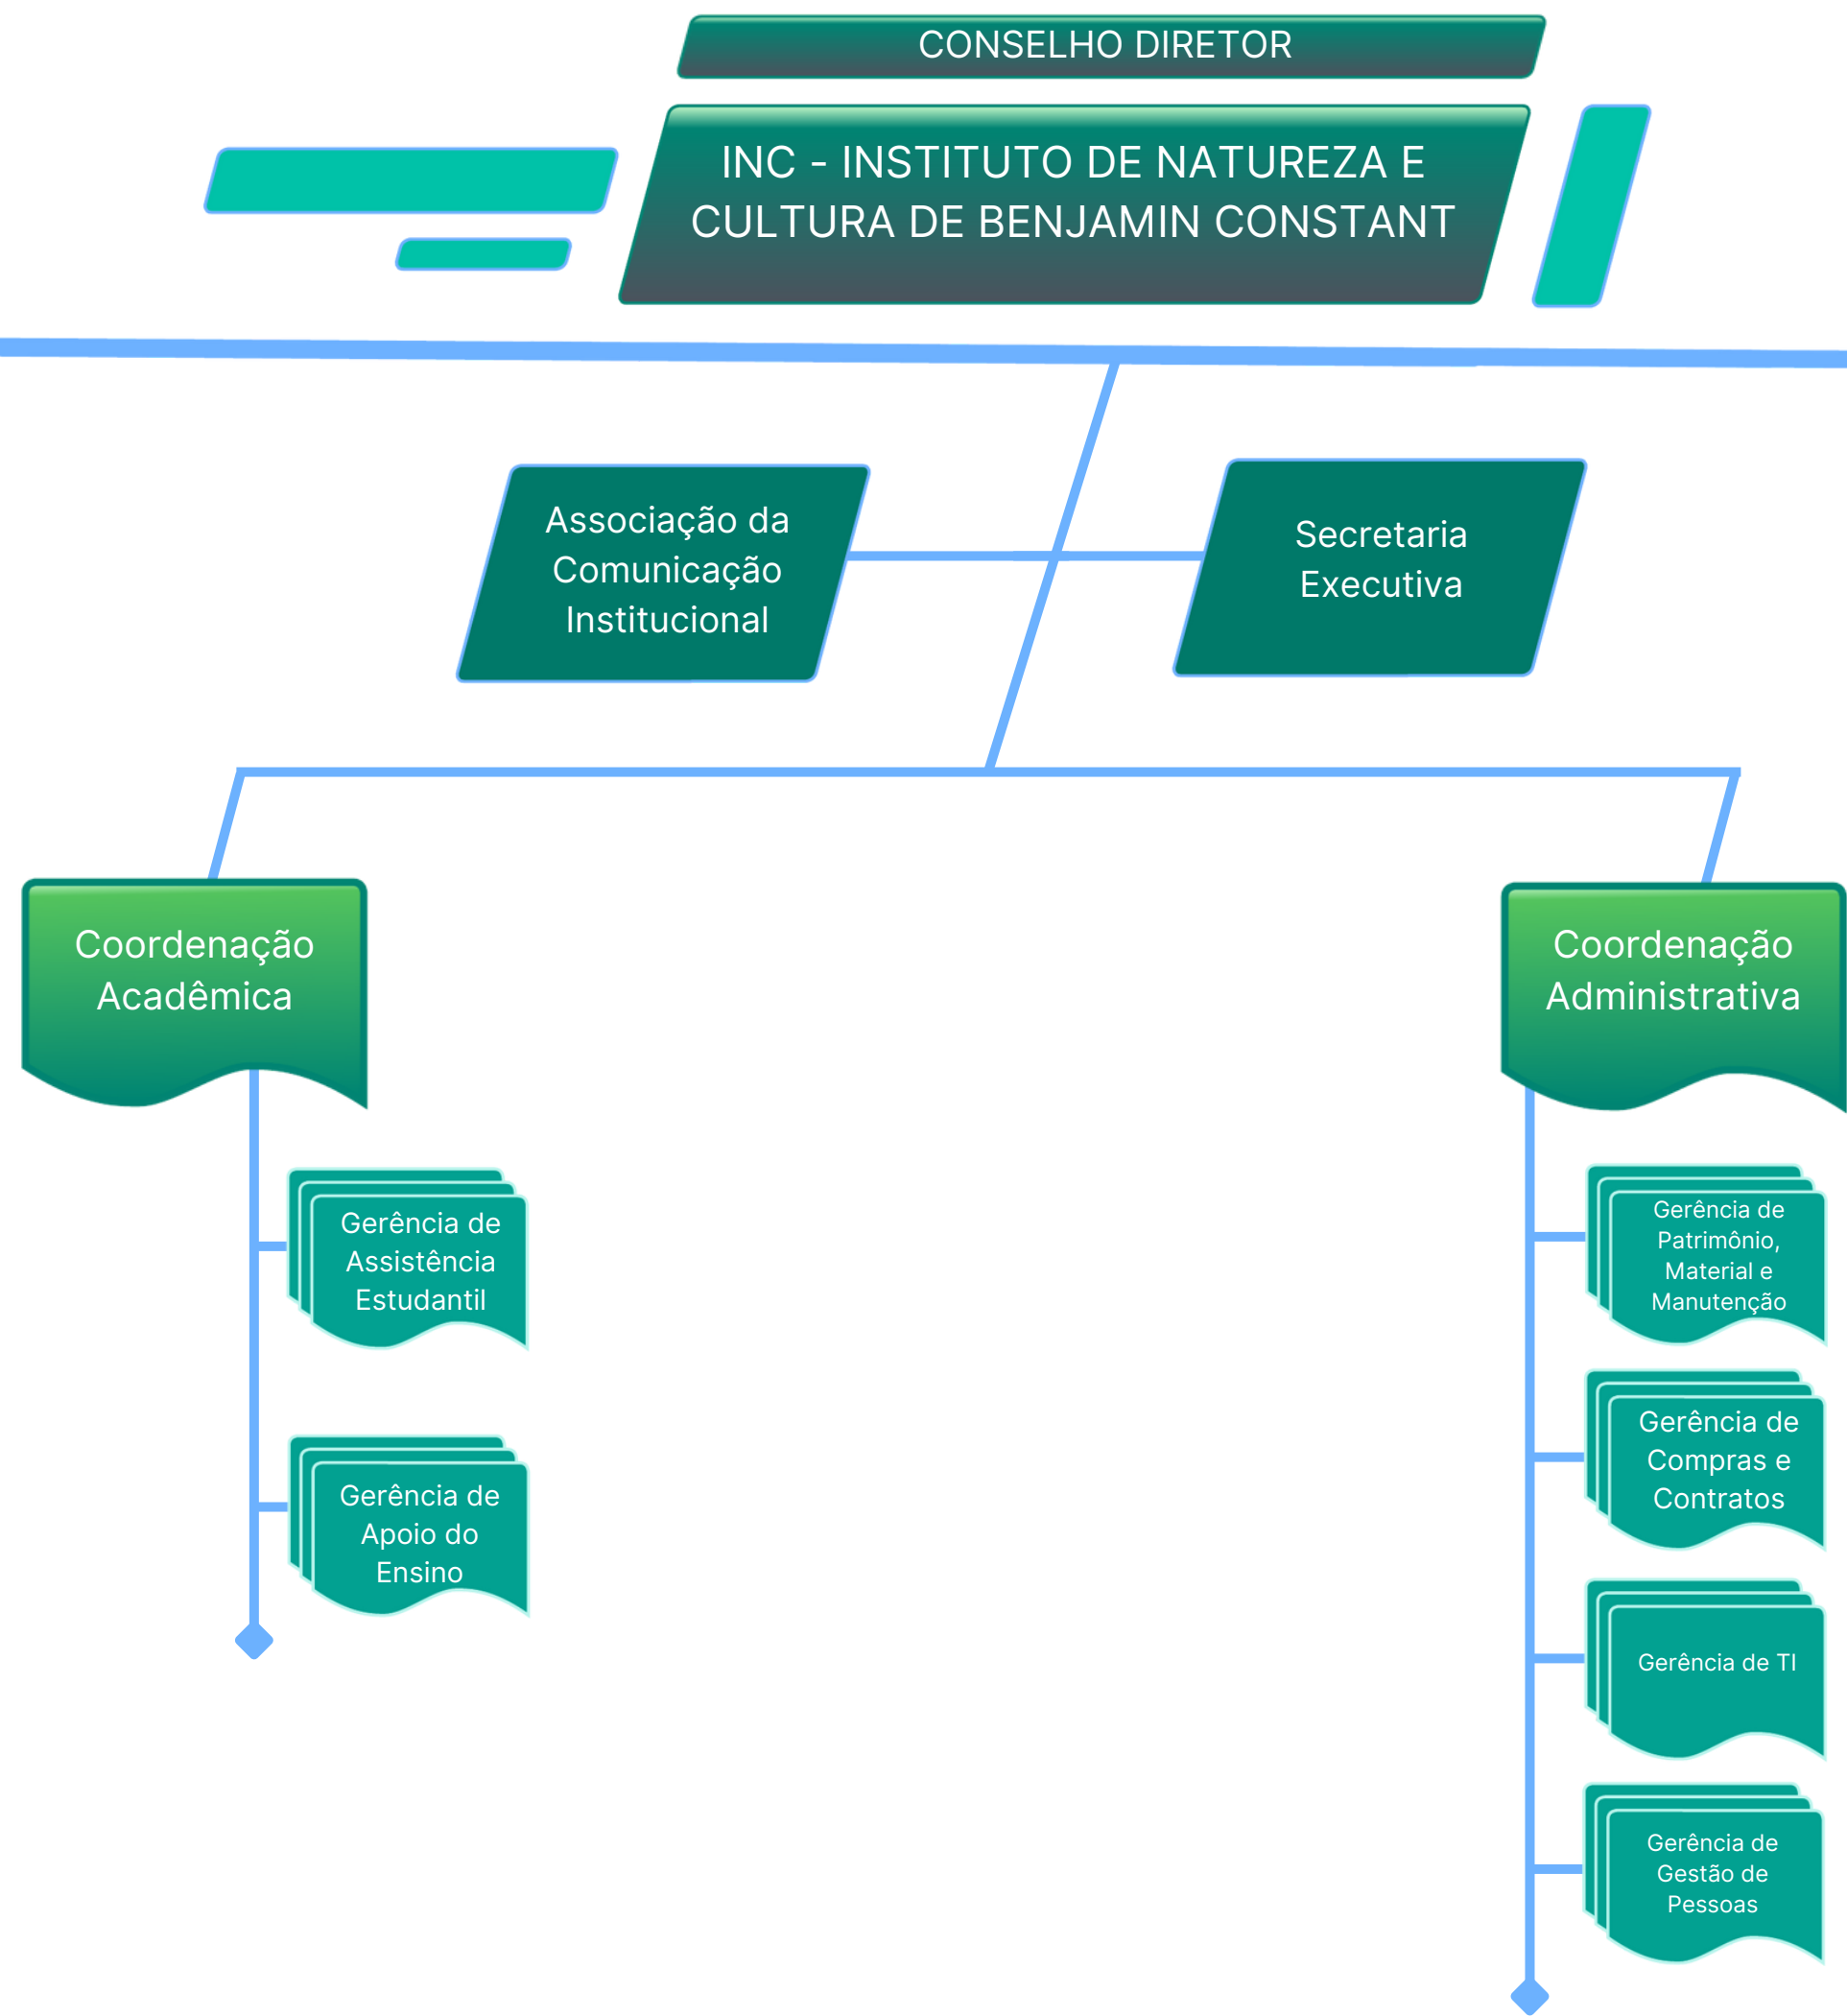 CONSELHO DIRETOR
INC - INSTITUTO DE NATUREZA E
CULTURA DE BENJAMIN CONSTANT
Associação da
Comunicação
Institucional
Secretaria
Executiva
Coordenação
Acadêmica
Gerência de
Assistência
Estudantil
Gerência de
Apoio do
Ensino
Coordenação
Administrativa
Gerência de
Patrimônio,
Material e
Manutenção
Gerência de
Compras e
Contratos
Gerência de TI
Gerência de
Gestão de
Pessoas